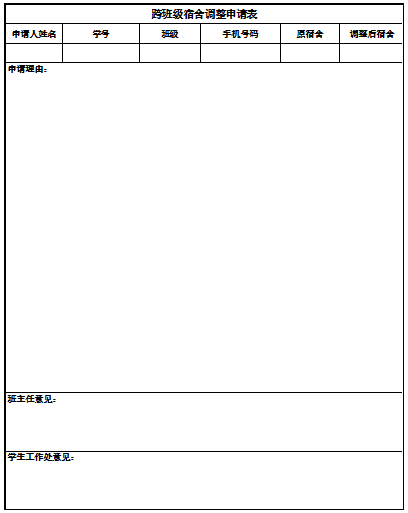 跨班级宿舍调整申请表
申请人姓名 学号 班级 手机号码 原宿舍 调整后宿舍
申请理由：
班主任意见：
学生工作处意见：